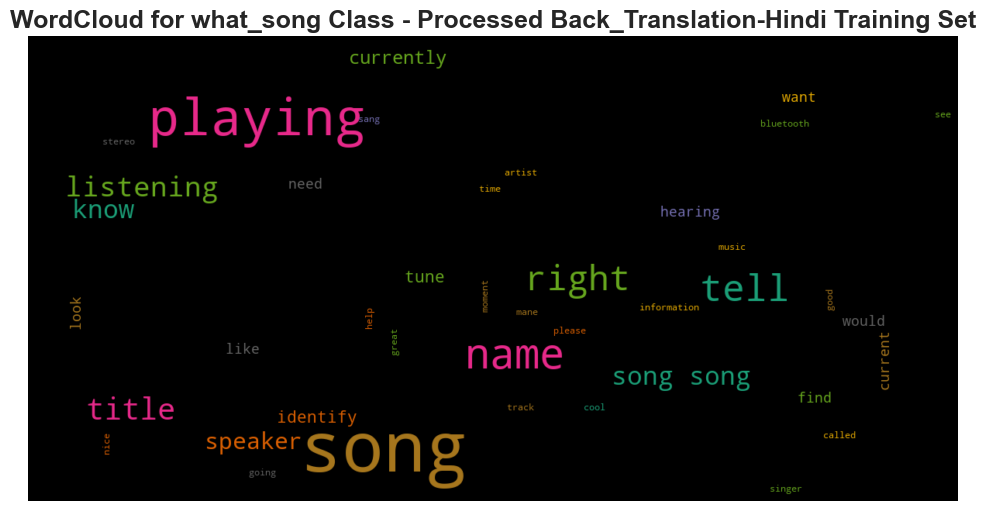 WordCloud for what_song Class - Processed Back_Translation-Hindi Training Set
currently
want
playing
sang
bluetooth
see
stereo
artist
listening
need
time
know
hearing
music
tune
right
tell
look
moment
information
good
help
mane
would
great
please
like
name
current
song song
find
title
track
cool
identify
nice
speaker
song
called
going
singer